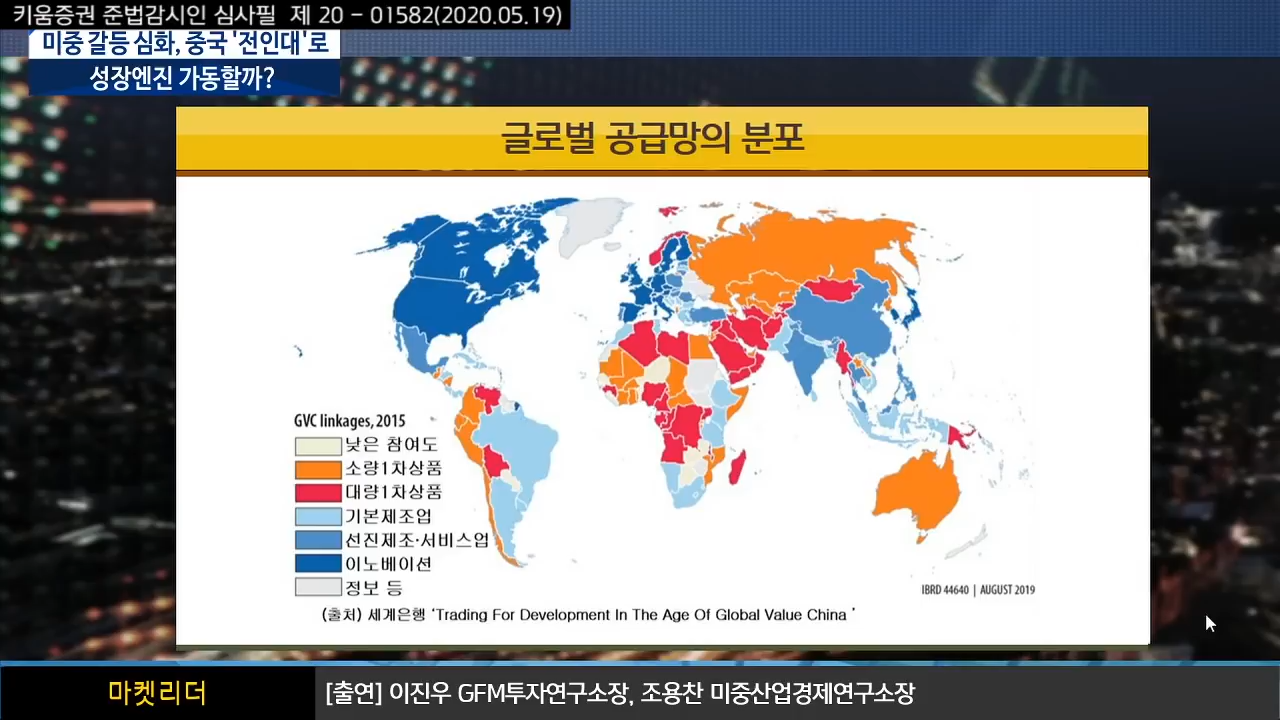 키움증권 준법감시인 심사필 제 20 - 01582(2020.05.19)
미중 갈등 심화, 중국 '전인대'로
성장엔진 가동할까?
글로벌 공급망의 분포
GVC linkages, 2015
낮은 참여도
소량1차상품
대량1차상품
기본제조업
선진제조·서비스업
이노베이션
정보 등
IBRD 44640 | AUGUST 2019
(출처) 세계은행 ‘Trading For Development In The Age Of Global Value China ’
마켓리더
[출연] 이진우 GFM투자연구소장, 조용찬 미중산업경제연구소장